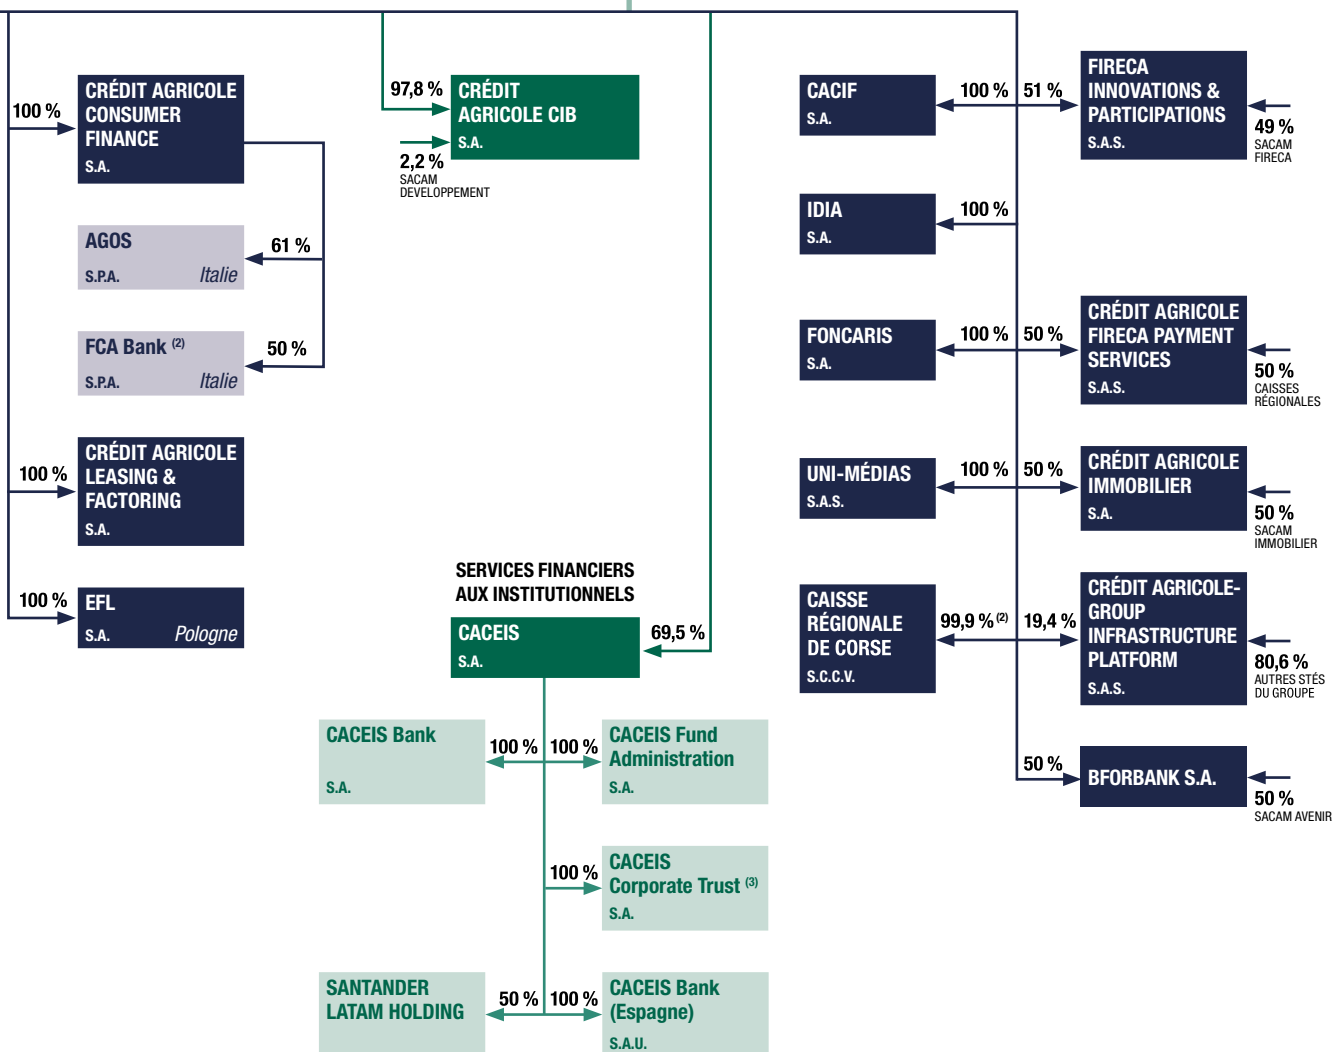 100 %
CRÉDIT AGRICOLE
CONSUMER
FINANCE
S.A.
61 %
AGOS
S.P.A. Italie
50 %
FCA Bank (2)
S.P.A. Italie
100 %
CRÉDIT AGRICOLE
LEASING &
FACTORING
S.A.
100 %
EFL
S.A. Pologne
97,8 %
CRÉDIT
AGRICOLE CIB
S.A.
2,2 %
SACAM
DEVELOPPEMENT
SERVICES FINANCIERS
AUX INSTITUTIONNELS
CACEIS
S.A.
69,5 %
CACEIS Bank
S.A.
100 % 100 %
CACEIS Fund
Administration
S.A.
100 %
CACEIS
Corporate Trust (3)
S.A.
SANTANDER
LATAM HOLDING
50 % 100 %
CACEIS Bank
(Espagne)
S.A.U.
CACIF
S.A.
100 % 51 %
FIRECA
INNOVATIONS &
PARTICIPATIONS
S.A.S.
49 %
SACAM
FIRECA
IDIA
S.A.
100 %
FONCARIS
S.A.
100 % 50 %
CRÉDIT AGRICOLE
FIRECA PAYMENT
SERVICES
S.A.S.
50 %
CAISSES
RÉGIONALES
UNI-MÉDIAS
S.A.S.
100 % 50 %
CRÉDIT AGRICOLE
IMMOBILIER
S.A.
50 %
SACAM
IMMOBILIER
CAISSE
RÉGIONALE
DE CORSE
S.C.C.V.
99,9 % (2) 19,4 %
CRÉDIT AGRICOLE-
GROUP
INFRASTRUCTURE
PLATFORM
S.A.S.
80,6 %
AUTRES STÉS
DU GROUPE
50 %
BFORBANK S.A.
50 %
SACAM AVENIR